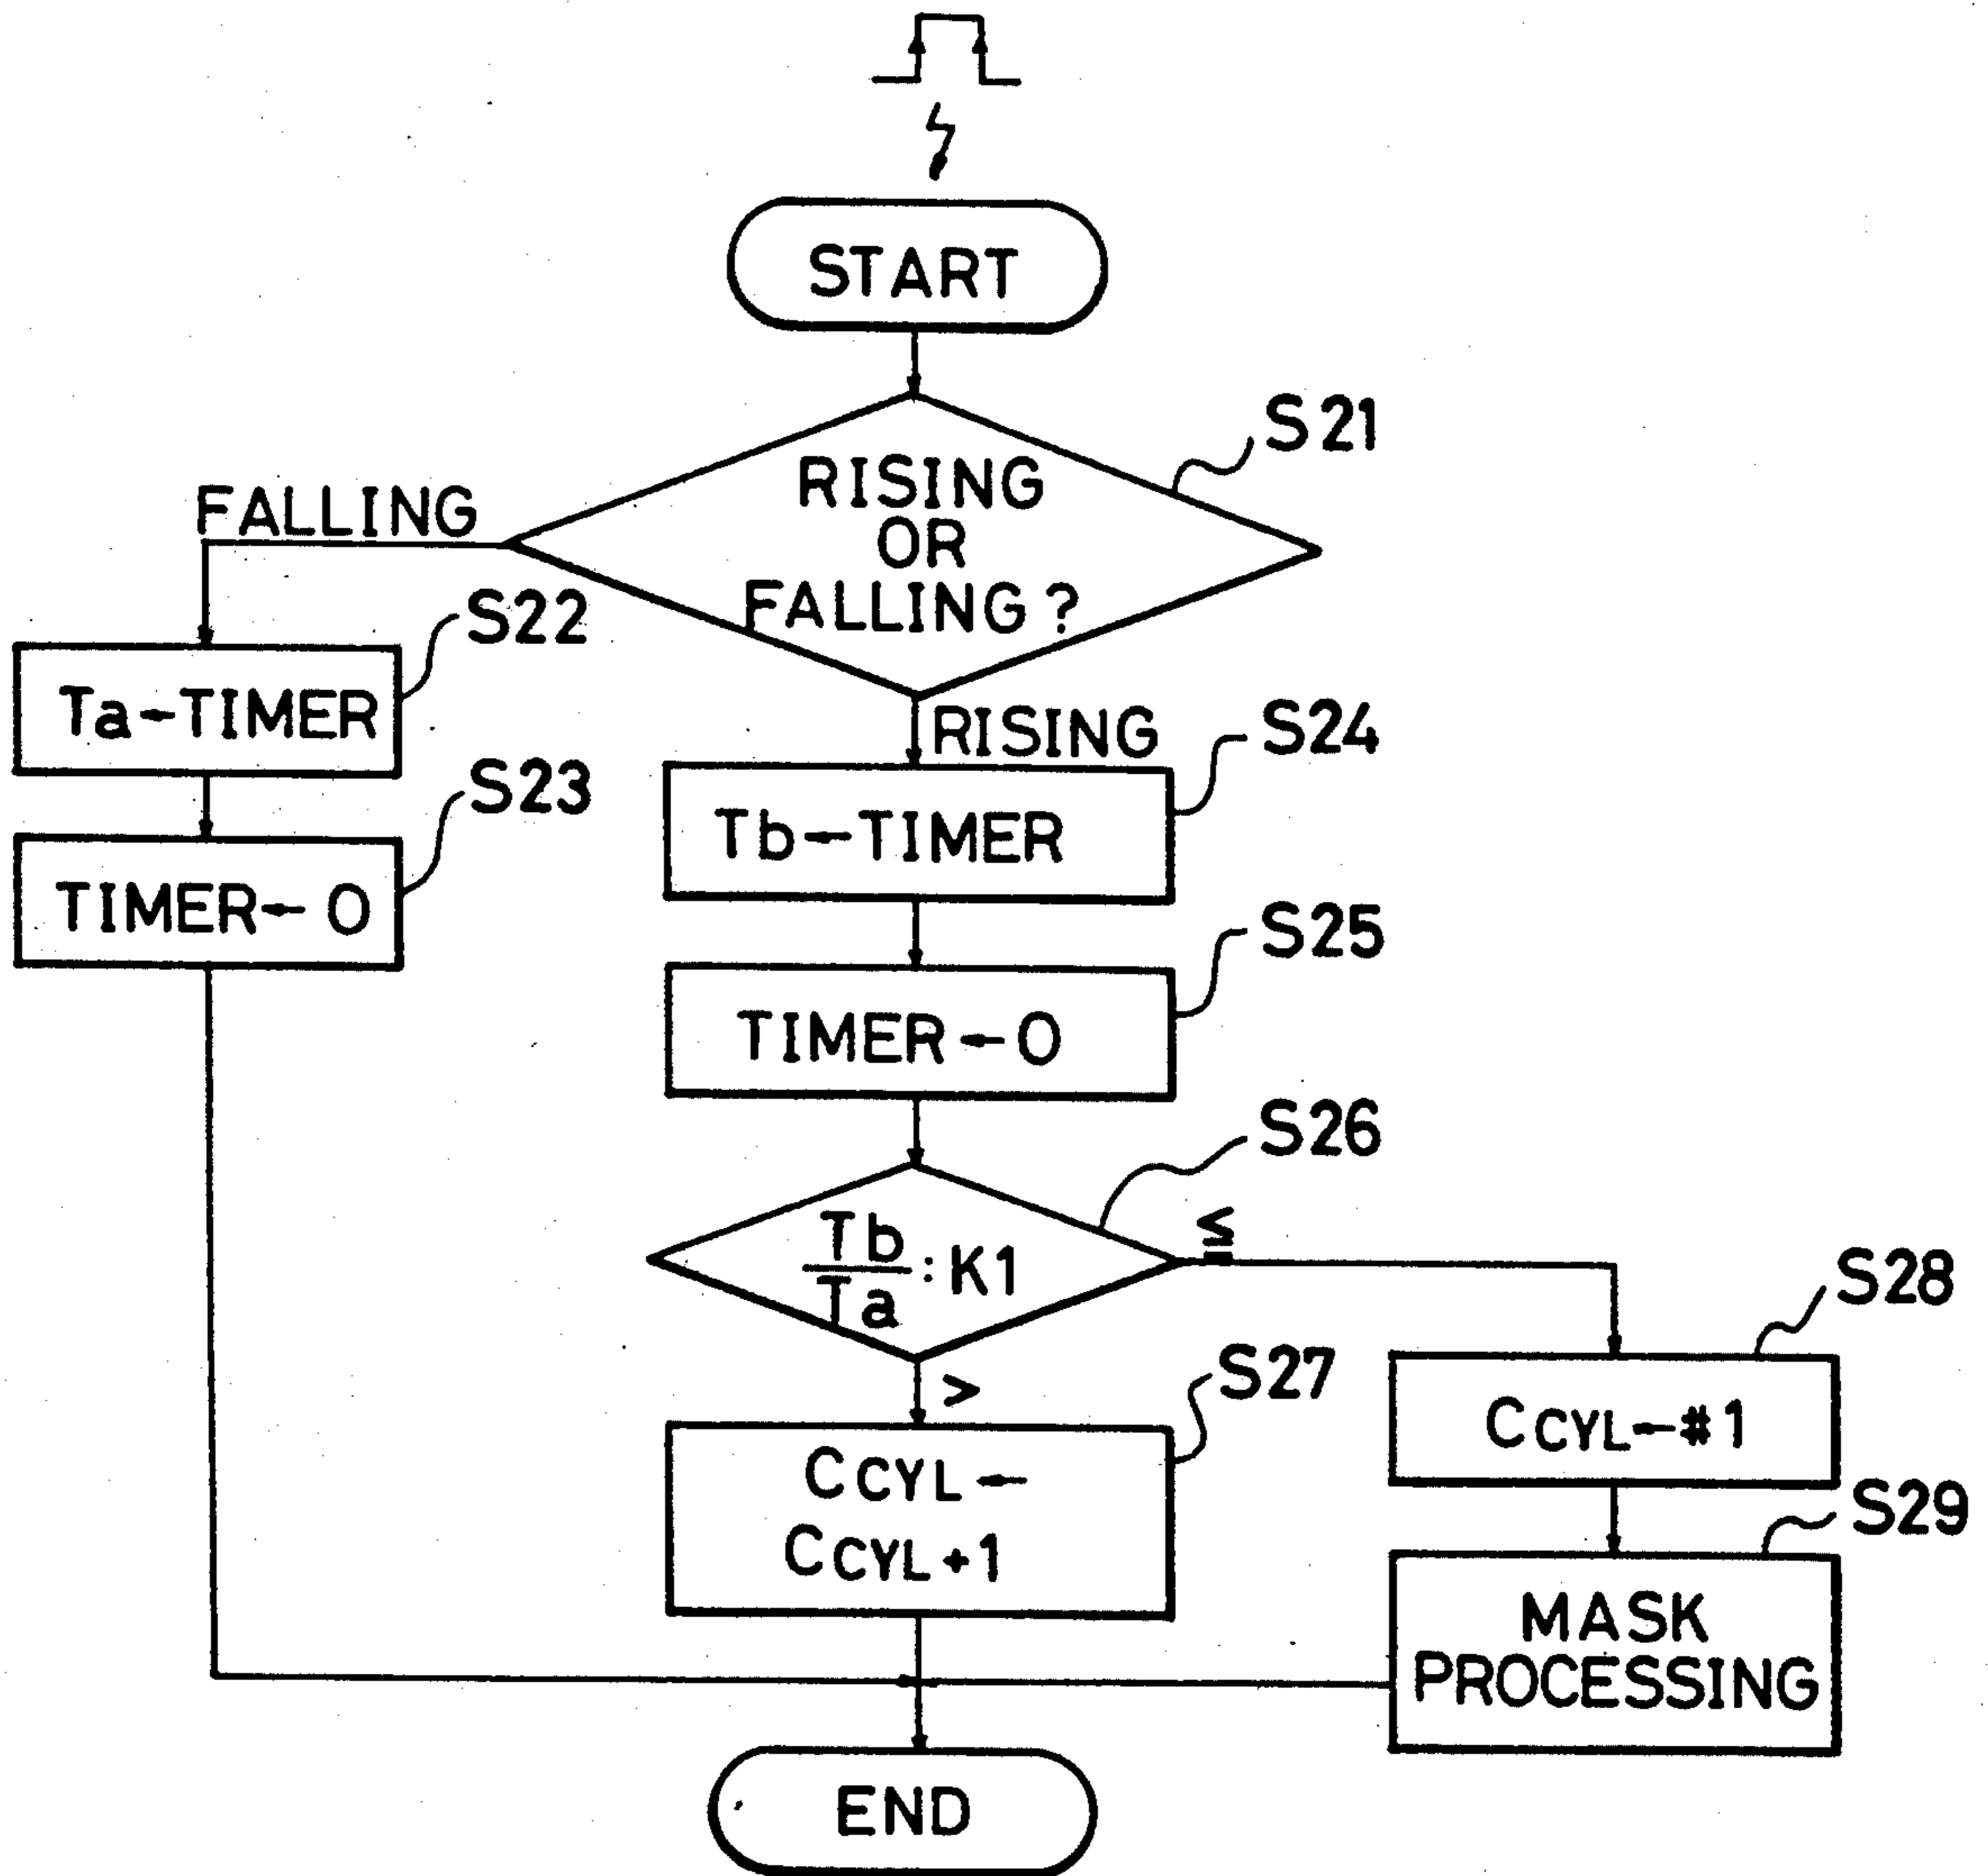 START
S21
RISING
OR
FALLING ?
FALLING
S22
Ta←TIMER
S23
TIMER← 0
RISING
S24
Tb←TIMER
S25
TIMER←0
S26
Tb
Ta
: K1
≦
>
S27
CCYL←
CCYL+1
S28
CCYL←#1
S29
MASK
PROCESSING
END